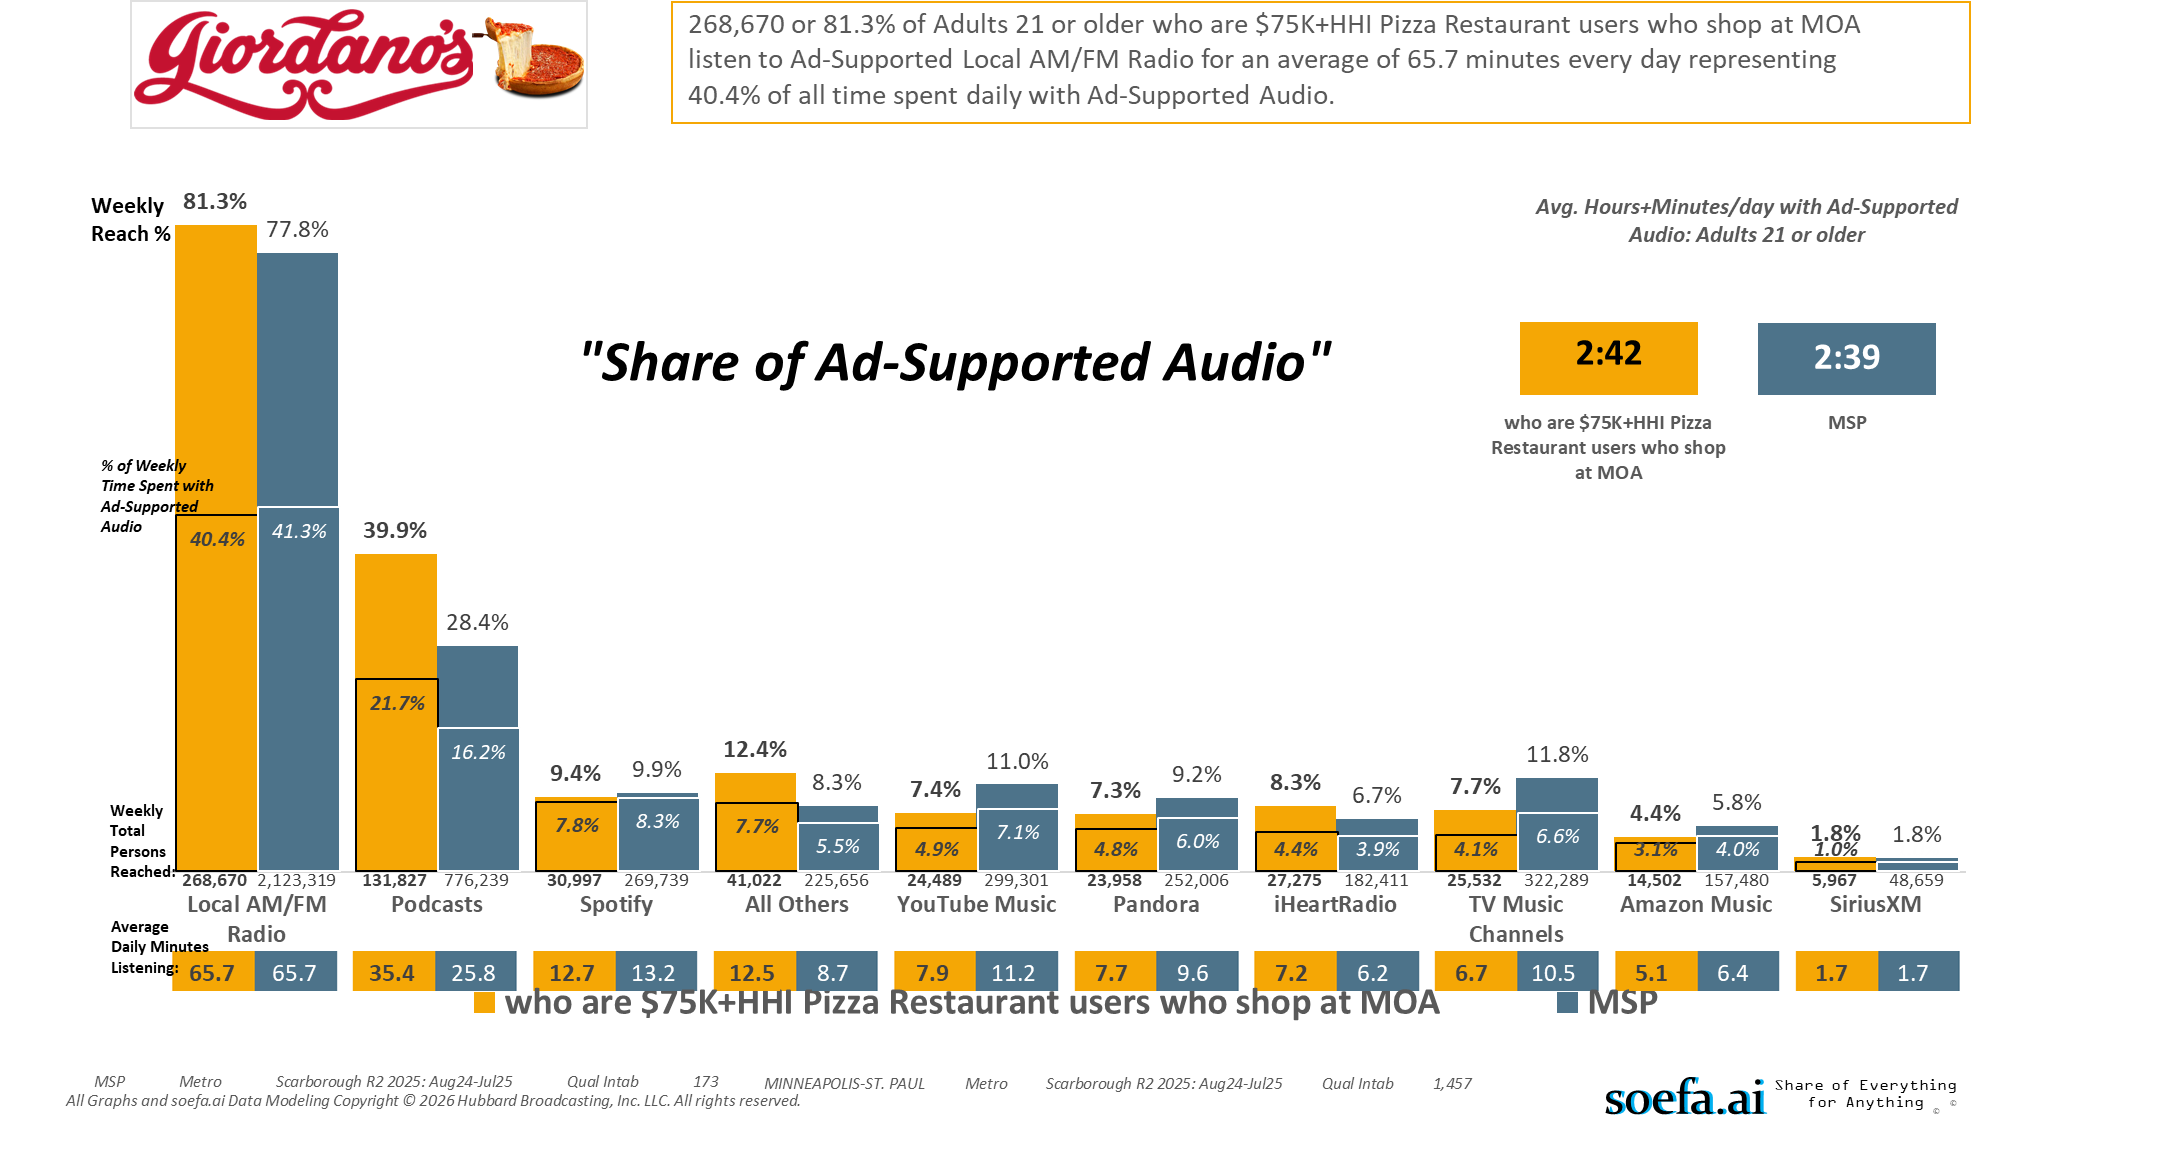 Giordano's
268,670 or 81.3% of Adults 21 or older who are $75K+HHI Pizza Restaurant users who shop at MOA
listen to Ad-Supported Local AM/FM Radio for an average of 65.7 minutes every day representing
40.4% of all time spent daily with Ad-Supported Audio.
Weekly
Reach %
81.3%
77.8%
Avg. Hours+Minutes/day with Ad-Supported
Audio: Adults 21 or older
"Share of Ad-Supported Audio"
2:42
2:39
who are $75K+HHI Pizza
Restaurant users who shop
at MOA
MSP
% of Weekly
Time Spent with
Ad-Supported
Audio
40.4%
41.3%
39.9%
28.4%
21.7%
16.2%
9.4%
9.9%
7.8%
8.3%
12.4%
8.3%
7.7%
5.5%
7.4%
11.0%
4.9%
7.1%
7.3%
9.2%
4.8%
6.0%
8.3%
6.7%
4.4%
3.9%
7.7%
11.8%
4.1%
6.6%
4.4%
5.8%
3.1%
4.0%
1.8%
1.8%
1.0%
Weekly
Total
Persons
Reached:
268,670 2,123,319 131,827 776,239 30,997 269,739 41,022 225,656 24,489 299,301 23,958 252,006 27,275 182,411 25,532 322,289 14,502 157,480 5,967 48,659
Local AM/FM
Radio
Podcasts
Spotify
All Others
YouTube Music
Pandora
iHeartRadio
TV Music
Channels
Amazon Music
SiriusXM
Average
Daily Minutes
Listening:
65.7 65.7 35.4 25.8 12.7 13.2 12.5 8.7 7.9 11.2 7.7 9.6 7.2 6.2 6.7 10.5 5.1 6.4 1.7 1.7
who are $75K+HHI Pizza Restaurant users who shop at MOA MSP
MSP Metro Scarborough R2 2025: Aug24-Jul25 Qual Intab 173 MINNEAPOLIS-ST. PAUL Metro Scarborough R2 2025: Aug24-Jul25 Qual Intab 1,457
All Graphs and soefa.ai Data Modeling Copyright © 2026 Hubbard Broadcasting, Inc. LLC. All rights reserved.
soefa.ai
Share of Everything ©
for Anything ©